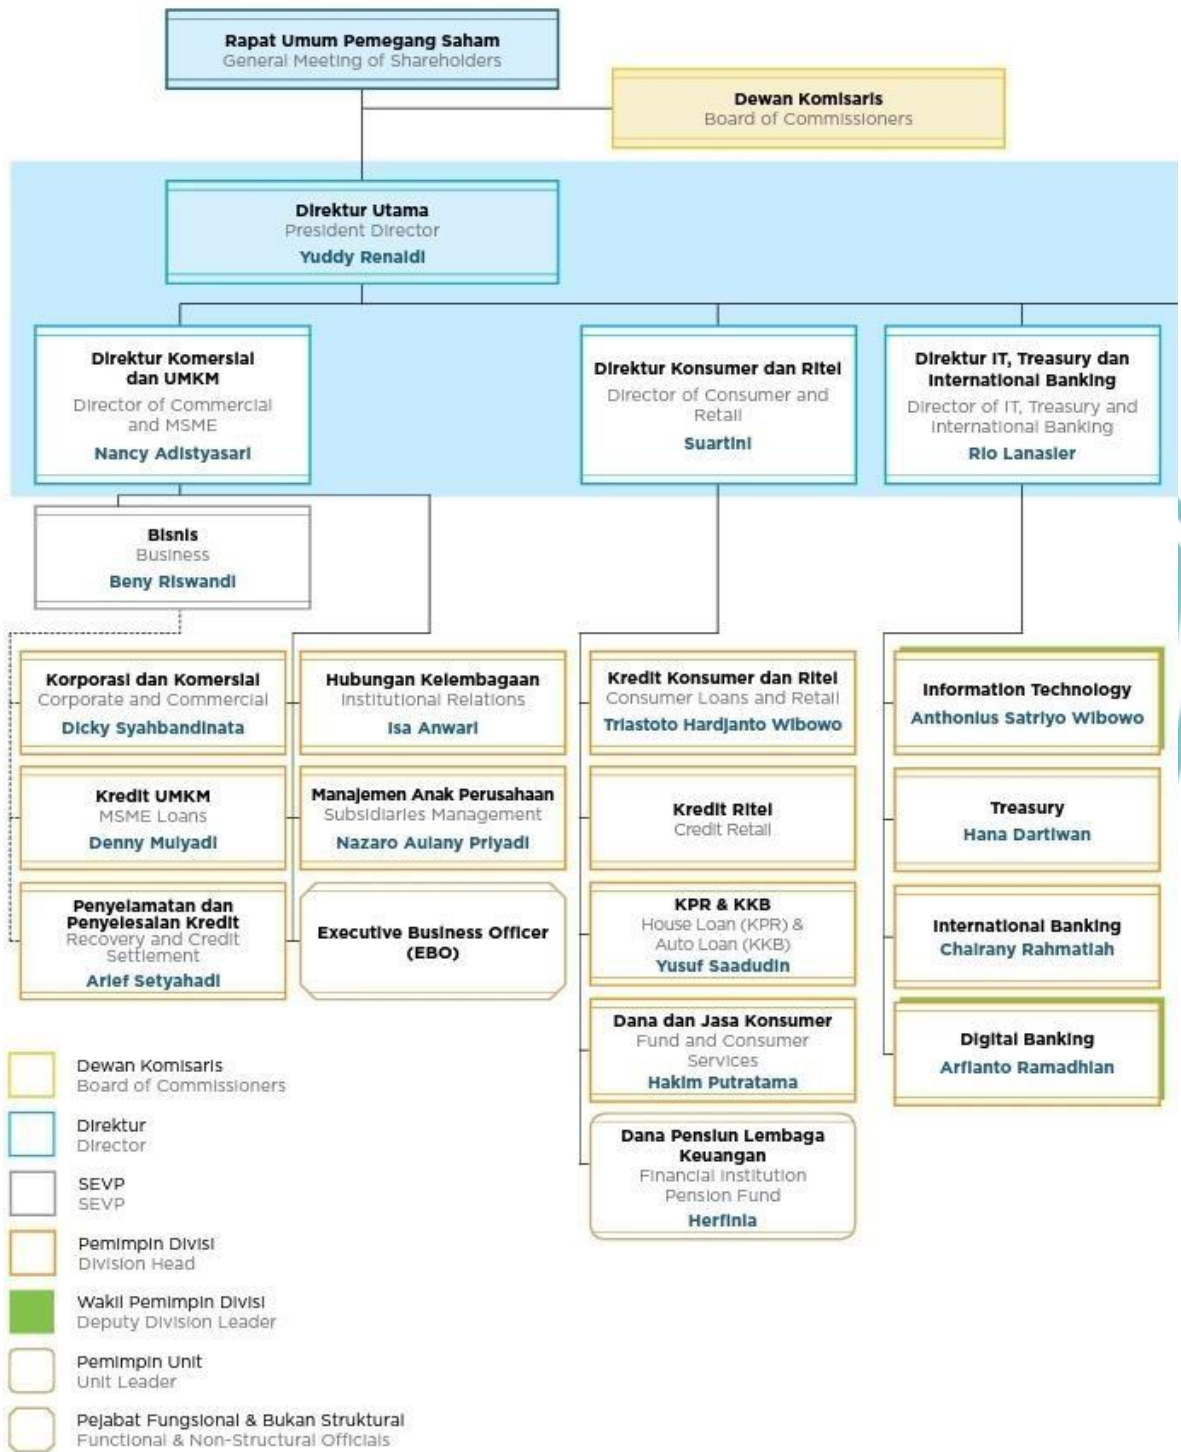 Rapat Umum Pemegang Saham
General Meeting of Shareholders
Dewan Komisaris
Board of Commissioners
Direktur Utama
President Director
Yuddy Renaldi
Direktur Komersial
dan UMKM
Director of Commercial
and MSME
Nancy Adistyasari
Direktur Konsumer dan Ritel
Director of Consumer and
Retail
Suartini
Direktur IT, Treasury dan
International Banking
Director of IT, Treasury and
International Banking
Rio Lanasier
Bisnis
Business
Beny Riswandi
Korporasi dan Komersial
Corporate and Commercial
Dicky Syahbandinata
Hubungan Kelembagaan
Institutional Relations
Isa Anwari
Kredit Konsumer dan Ritel
Consumer Loans and Retail
Triastoto Hardjanto Wibowo
Information Technology
Anthonius Satriyo Wibowo
Kredit UMKM
MSME Loans
Denny Mulyadi
Manajemen Anak Perusahaan
Subsidiaries Management
Nazaro Aulany Priyadi
Kredit Ritel
Credit Retail
Treasury
Hana Dartiwan
Penyelamatan dan
Penyelesaian Kredit
Recovery and Credit
Settlement
Arief Setyahadi
Executive Business Officer
(EBO)
KPR & KKB
House Loan (KPR) &
Auto Loan (KKB)
Yusuf Saadudin
International Banking
Chairany Rahmatiah
Dana dan Jasa Konsumer
Fund and Consumer
Services
Hakim Putratama
Digital Banking
Arfianto Ramadhian
Dana Pensiun Lembaga
Keuangan
Financial Institution
Pension Fund
Herfinia
Dewan Komisaris
Board of Commissioners
Direktur
Director
SEVP
SEVP
Pemimpin Divisi
Division Head
Wakil Pemimpin Divisi
Deputy Division Leader
Pemimpin Unit
Unit Leader
Pejabat Fungsional & Bukan Struktural
Functional & Non-Structural Officials